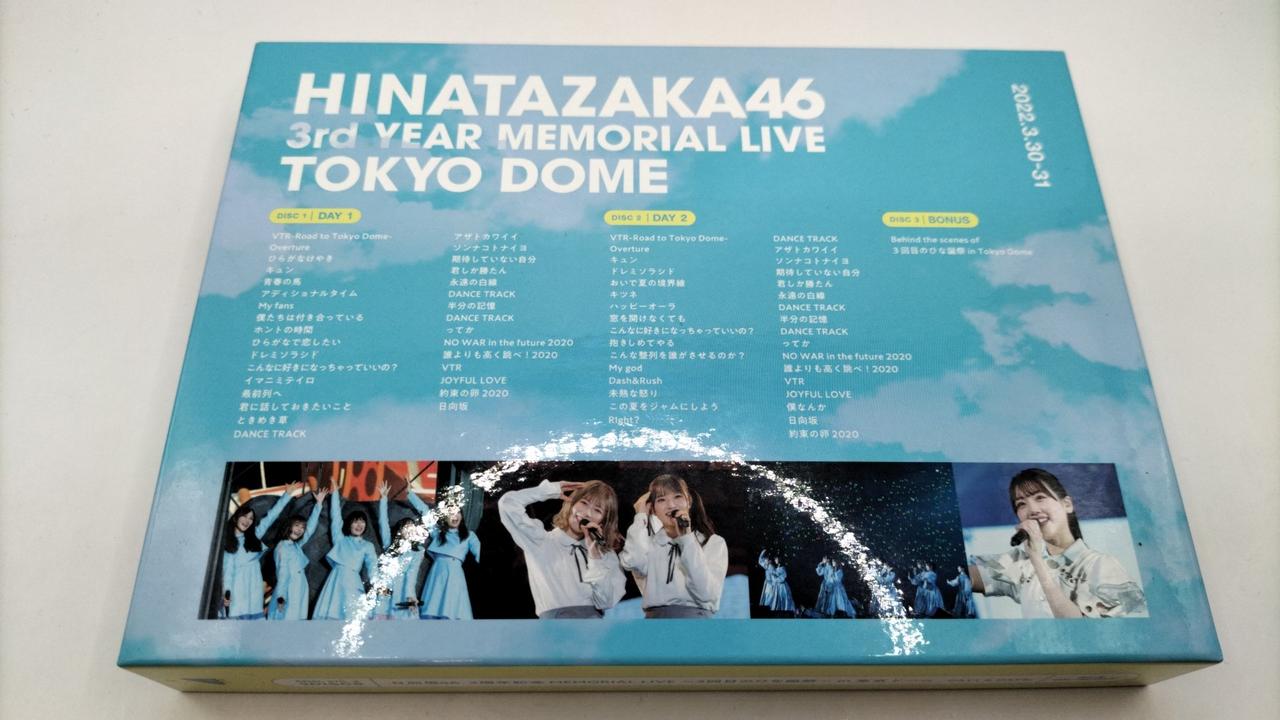 HINATAZAKA46
3rd YEAR MEMORIAL LIVE
TOKYO DOME
2022.3.30-31
DISC 1 | DAY 1
VTR-Road to Tokyo Dome-
Overture
ひらがなけやき
キュン
青春の馬
アディショナルタイム
My fans
僕たちは付き合っている
ホントの時間
ひらがなで恋したい
ドレミソラシド
こんなに好きになっちゃっていいの?
イマニミテイロ
最前列へ
君に話しておきたいこと
ときめき草
DANCE TRACK
アザトカワイイ
ソンナコトナイヨ
期待していない自分
君しか勝たん
永遠の白線
DANCE TRACK
半分の記憶
DANCE TRACK
ってか
NO WAR in the future 2020
誰よりも高く跳べ!2020
VTR
JOYFUL LOVE
約束の卵 2020
日向坂
DISC 2 | DAY 2
VTR-Road to Tokyo Dome-
Overture
キュン
ドレミソラシド
おいで夏の境界線
キツネ
ハッピーオーラ
窓を開けなくても
こんなに好きになっちゃっていいの?
抱きしめてやる
こんな整列を誰がさせるのか?
My god
Dash&Rush
未熟な怒り
この夏をジャムにしよう
Right?
DANCE TRACK
アザトカワイイ
ソンナコトナイヨ
期待していない自分
君しか勝たん
永遠の白線
DANCE TRACK
半分の記憶
DANCE TRACK
ってか
NO WAR in the future 2020
誰よりも高く跳べ!2020
VTR
JOYFUL LOVE
僕なんか
日向坂
約束の卵 2020
DISC 3 | BONUS
Behind the scenes of
3回目のひな誕祭 in Tokyo Dome